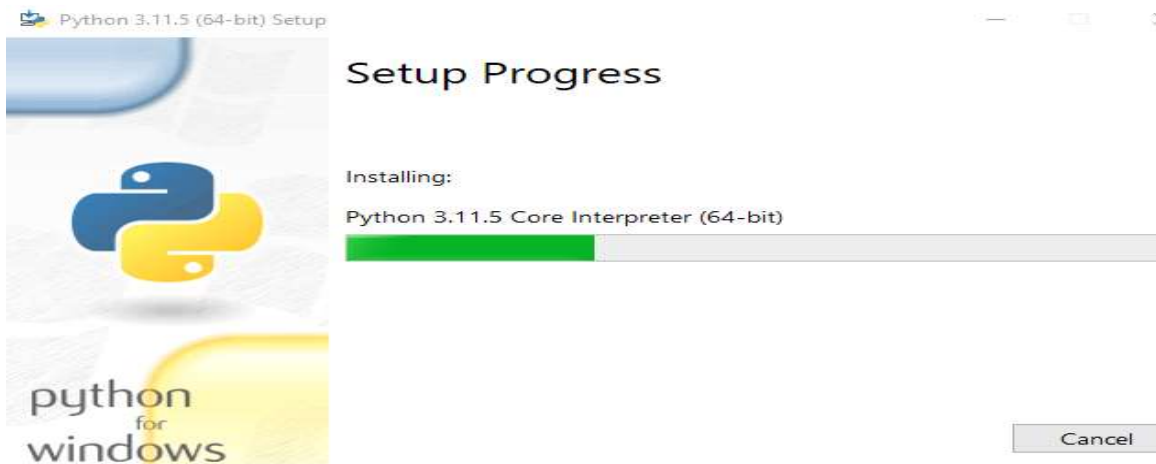 Python 3.11.5 (64-bit) Setup
Setup Progress
Installing:
Python 3.11.5 Core Interpreter (64-bit)
python
for
windows
Cancel